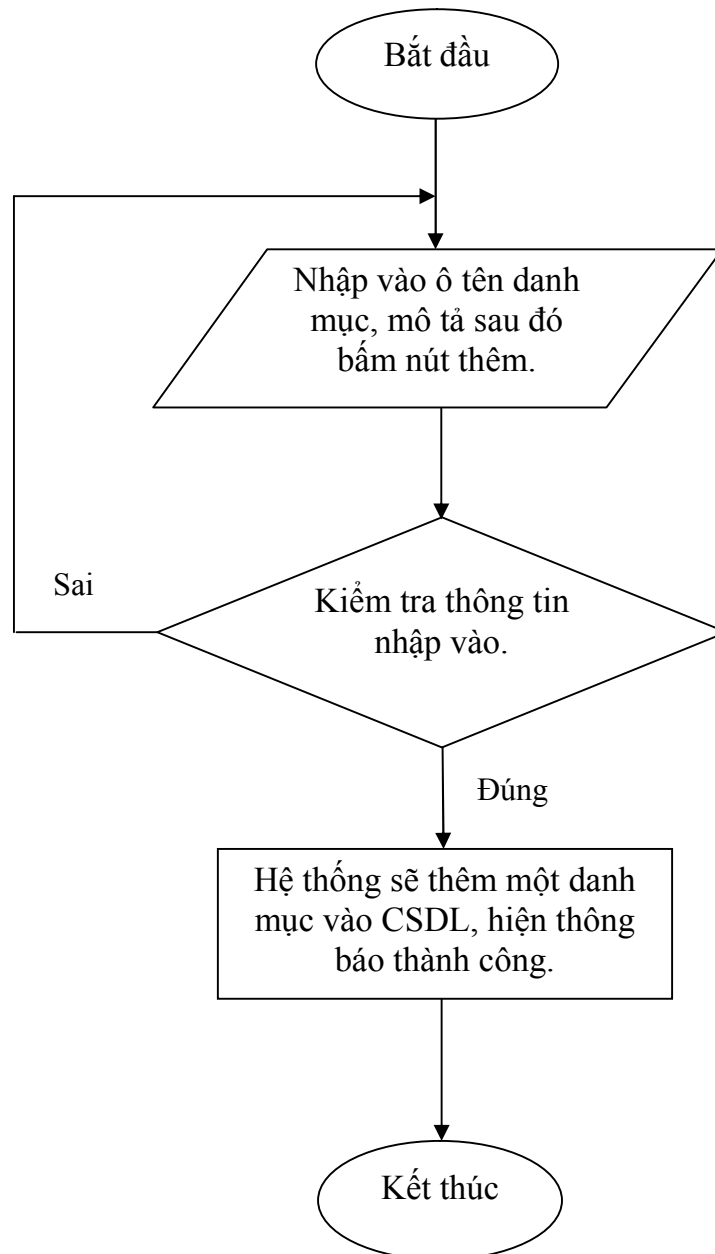 Bắt đầu
Nhập vào ô tên danh
mục, mô tả sau đó
bấm nút thêm.
Kiểm tra thông tin
nhập vào.
Sai
Đúng
Hệ thống sẽ thêm một danh
mục vào CSDL, hiện thông
báo thành công.
Kết thúc